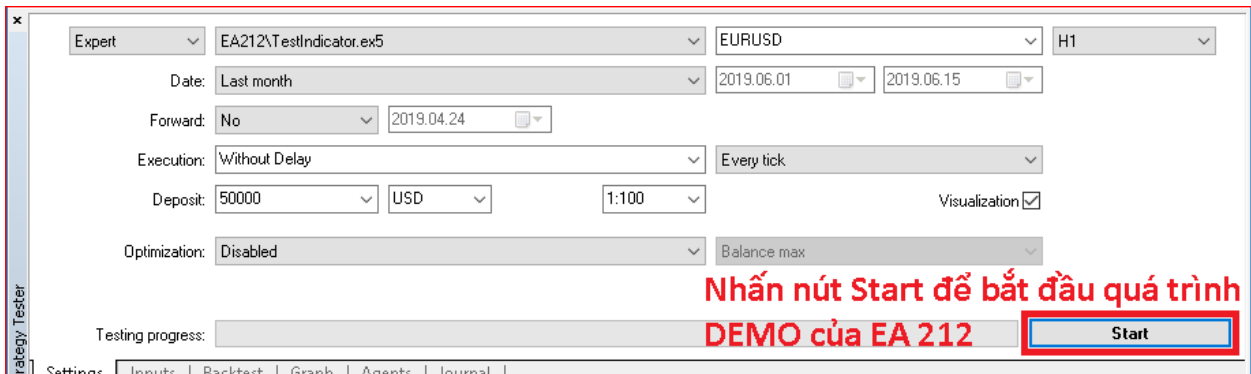 Expert EA212\TestIndicator.ex5 EURUSD H1
Date: Last month 2019.06.01 2019.06.15
Forward: No 2019.04.24
Execution: Without Delay Every tick
Deposit: 50000 USD 1:100 Visualization
Optimization: Disabled Balance max
Nhấn nút Start để bắt đầu quá trình
DEMO của EA 212
Testing progress: Start
Settings Inputs Backtest Graph Agents Journal